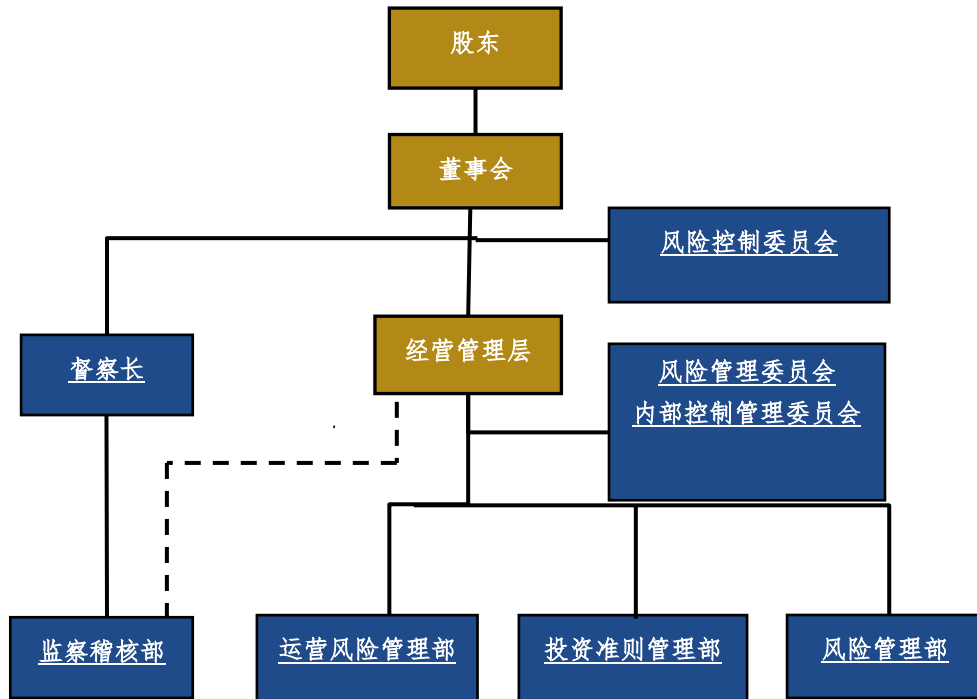 股东
董事会
风险控制委员会
经营管理层
督察长
风险管理委员会
内部控制管理委员会
监察稽核部
运营风险管理部
投资准则管理部
风险管理部